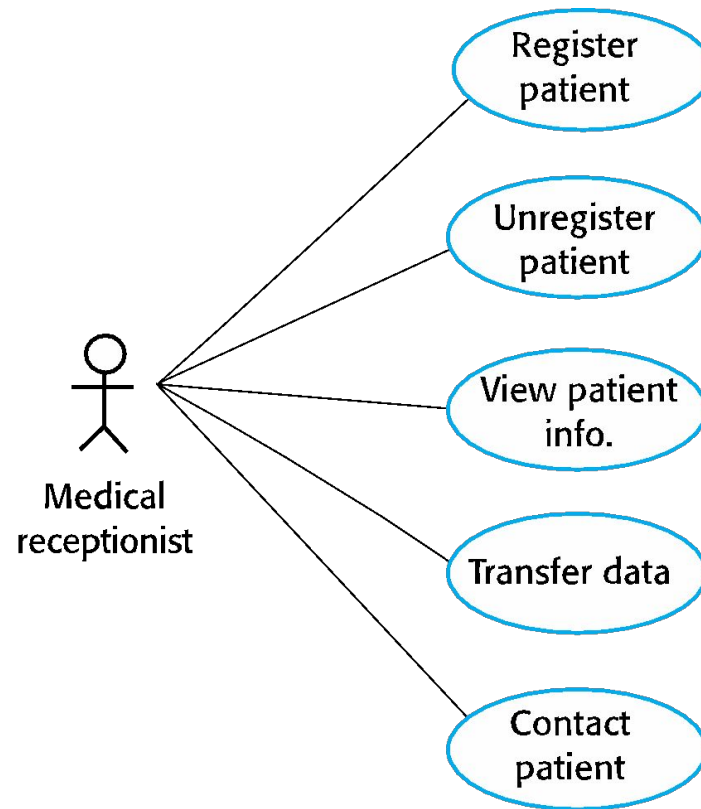 Register
patient
Unregister
patient
View patient
info.
Medical
receptionist
Transfer data
Contact
patient